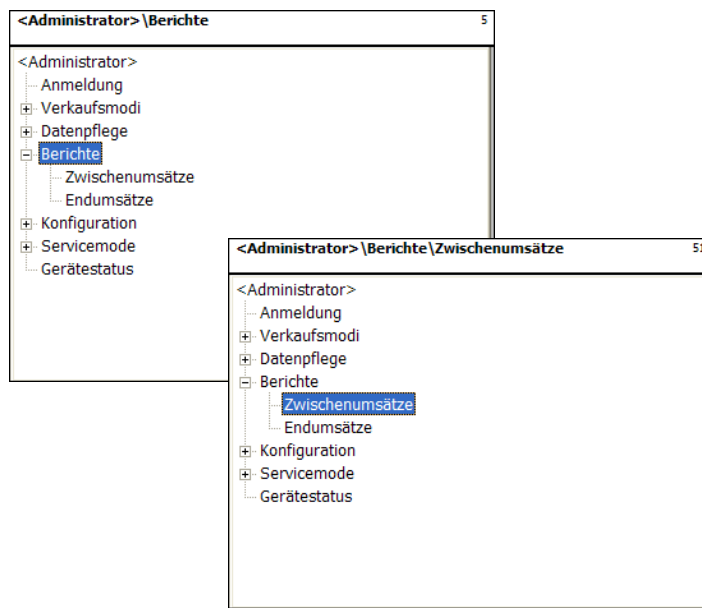 <Administrator>\Berichte 5
<Administrator>
Anmeldung
Verkaufsmodi
Datenpflege
Berichte
Zwischenumsätze
Endumsätze
Konfiguration
Servicemode
Gerätestatus
<Administrator>\Berichte\Zwischenumsätze 51
<Administrator>
Anmeldung
Verkaufsmodi
Datenpflege
Berichte
Zwischenumsätze
Endumsätze
Konfiguration
Servicemode
Gerätestatus